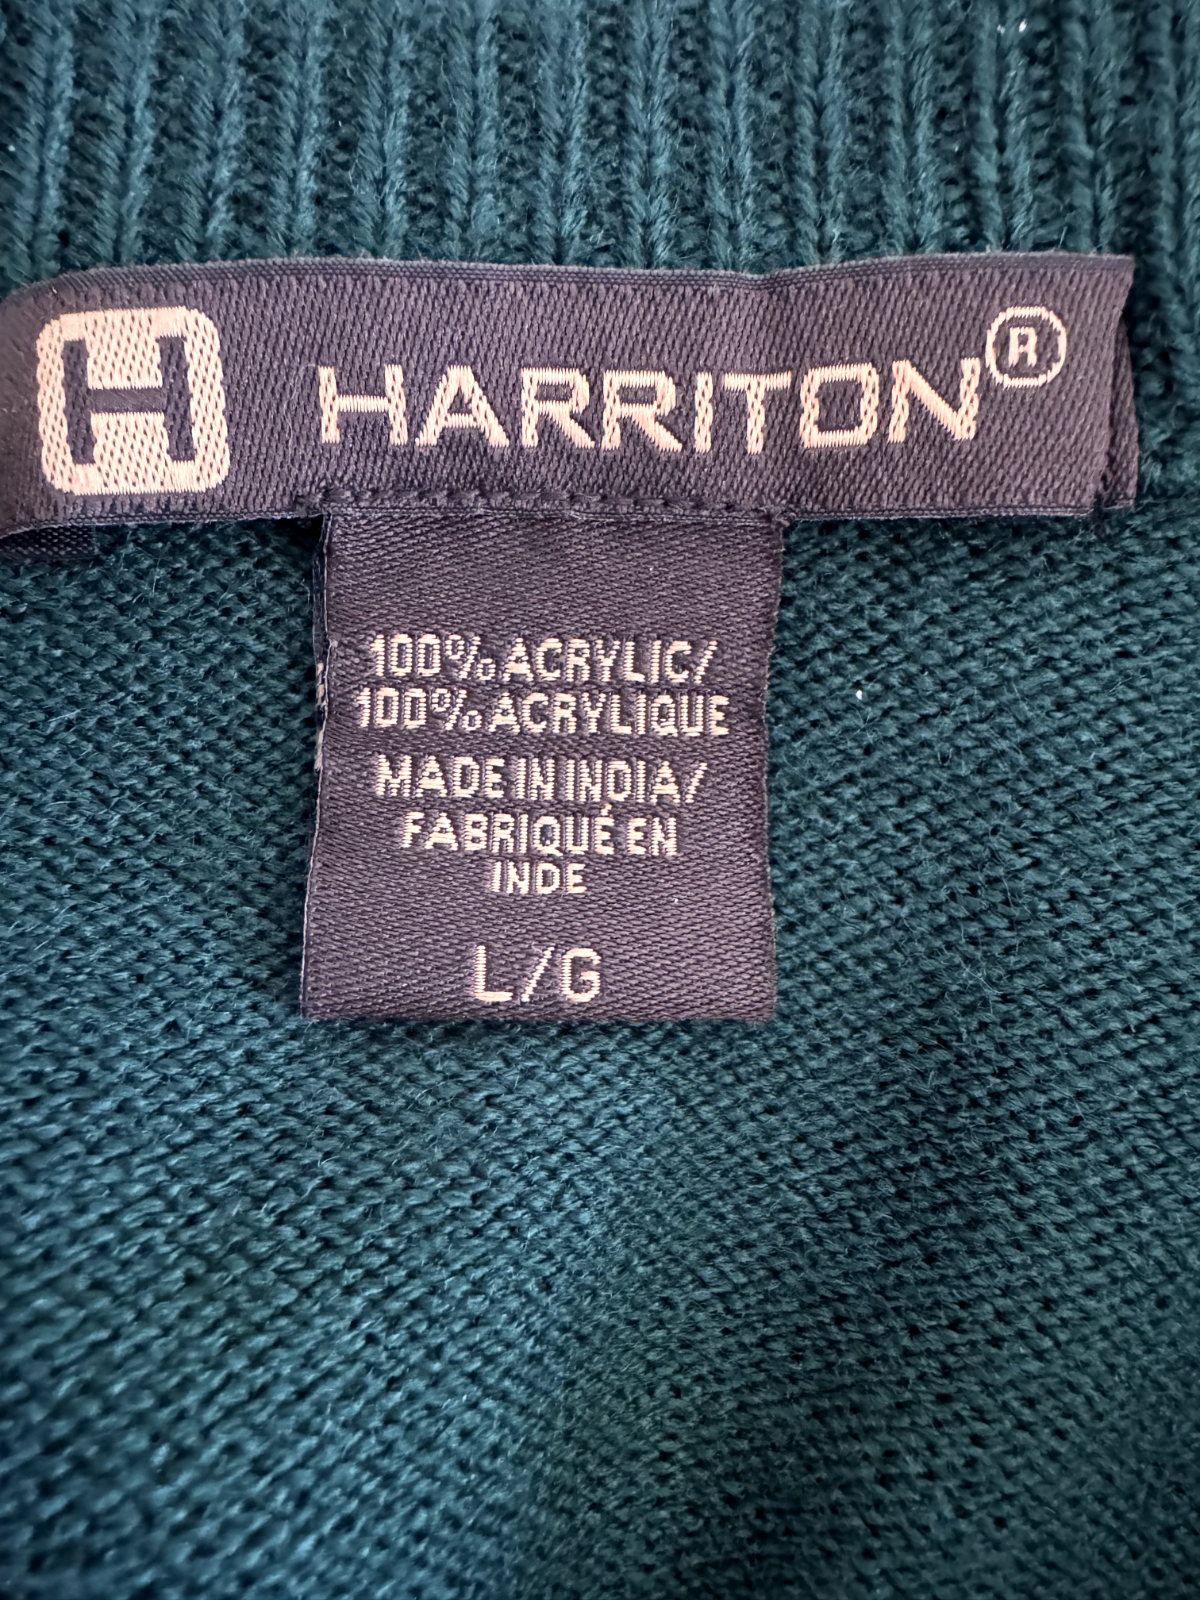 H HARRITON®
100% ACRYLIC/
100% ACRYLIQUE
MADE IN INDIA/
FABRIQUÉ EN
INDE
L/G